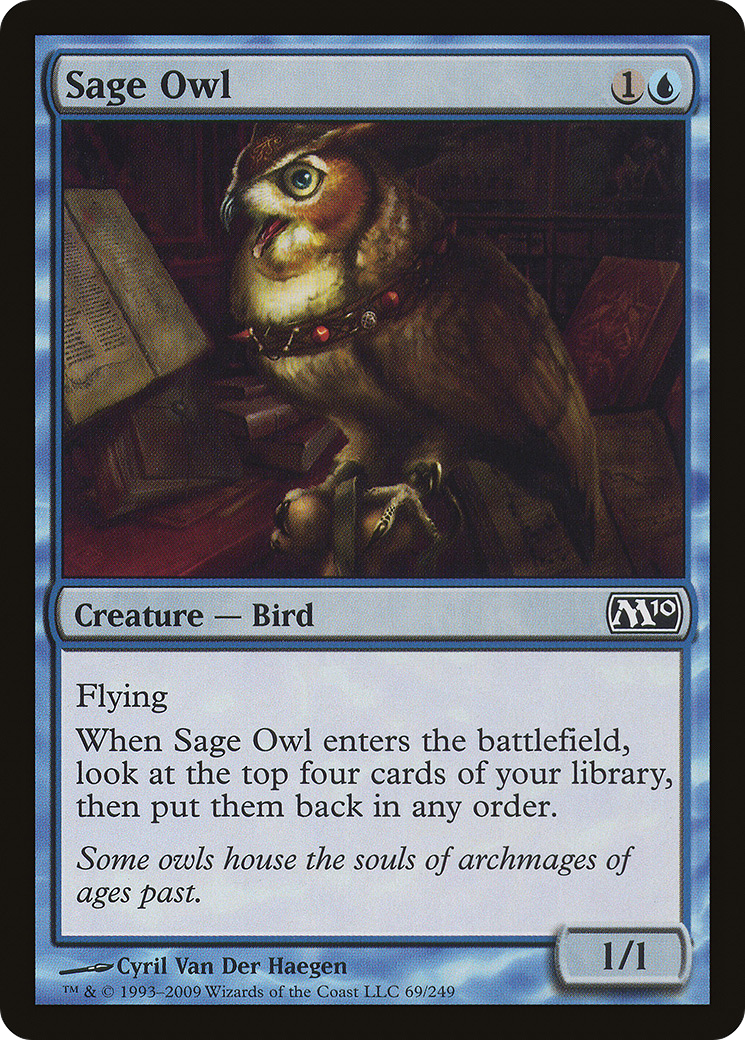 Sage Owl 1
Creature — Bird M10
Flying
When Sage Owl enters the battlefield,
look at the top four cards of your library,
then put them back in any order.
Some owls house the souls of archmages of
ages past.
1/1
Cyril Van Der Haegen
™ & © 1993–2009 Wizards of the Coast LLC 69/249